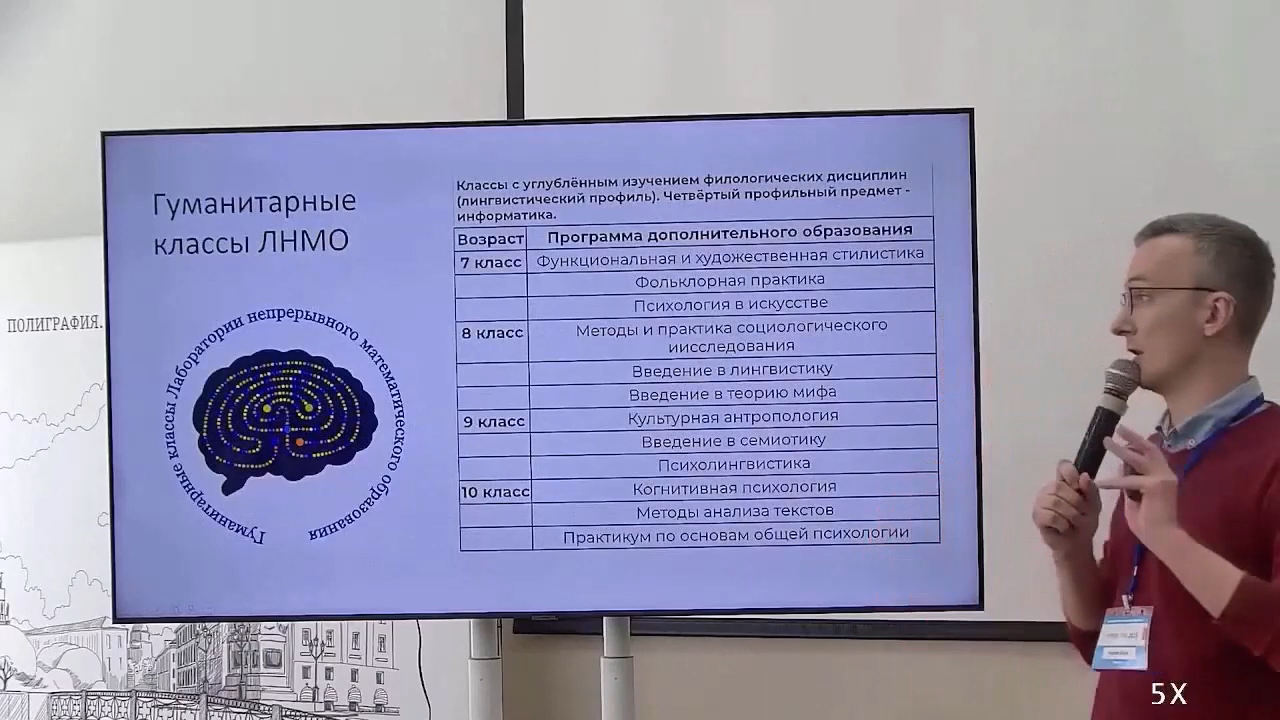 Гуманитарные
классы ЛНМО
Гуманитарные классы Лаборатории непрерывного математического образования
Классы с углублённым изучением филологических дисциплин
(лингвистический профиль). Четвёртый профильный предмет -
информатика.
Возраст Программа дополнительного образования
7 класс Функциональная и художественная стилистика
Фольклорная практика
Психология в искусстве
8 класс Методы и практика социологического
иисследования
Введение в лингвистику
Введение в теорию мифа
9 класс Культурная антропология
Введение в семиотику
Психолингвистика
10 класс Когнитивная психология
Методы анализа текстов
Практикум по основам общей психологии
ПОЛИГРАФИЯ.
5X